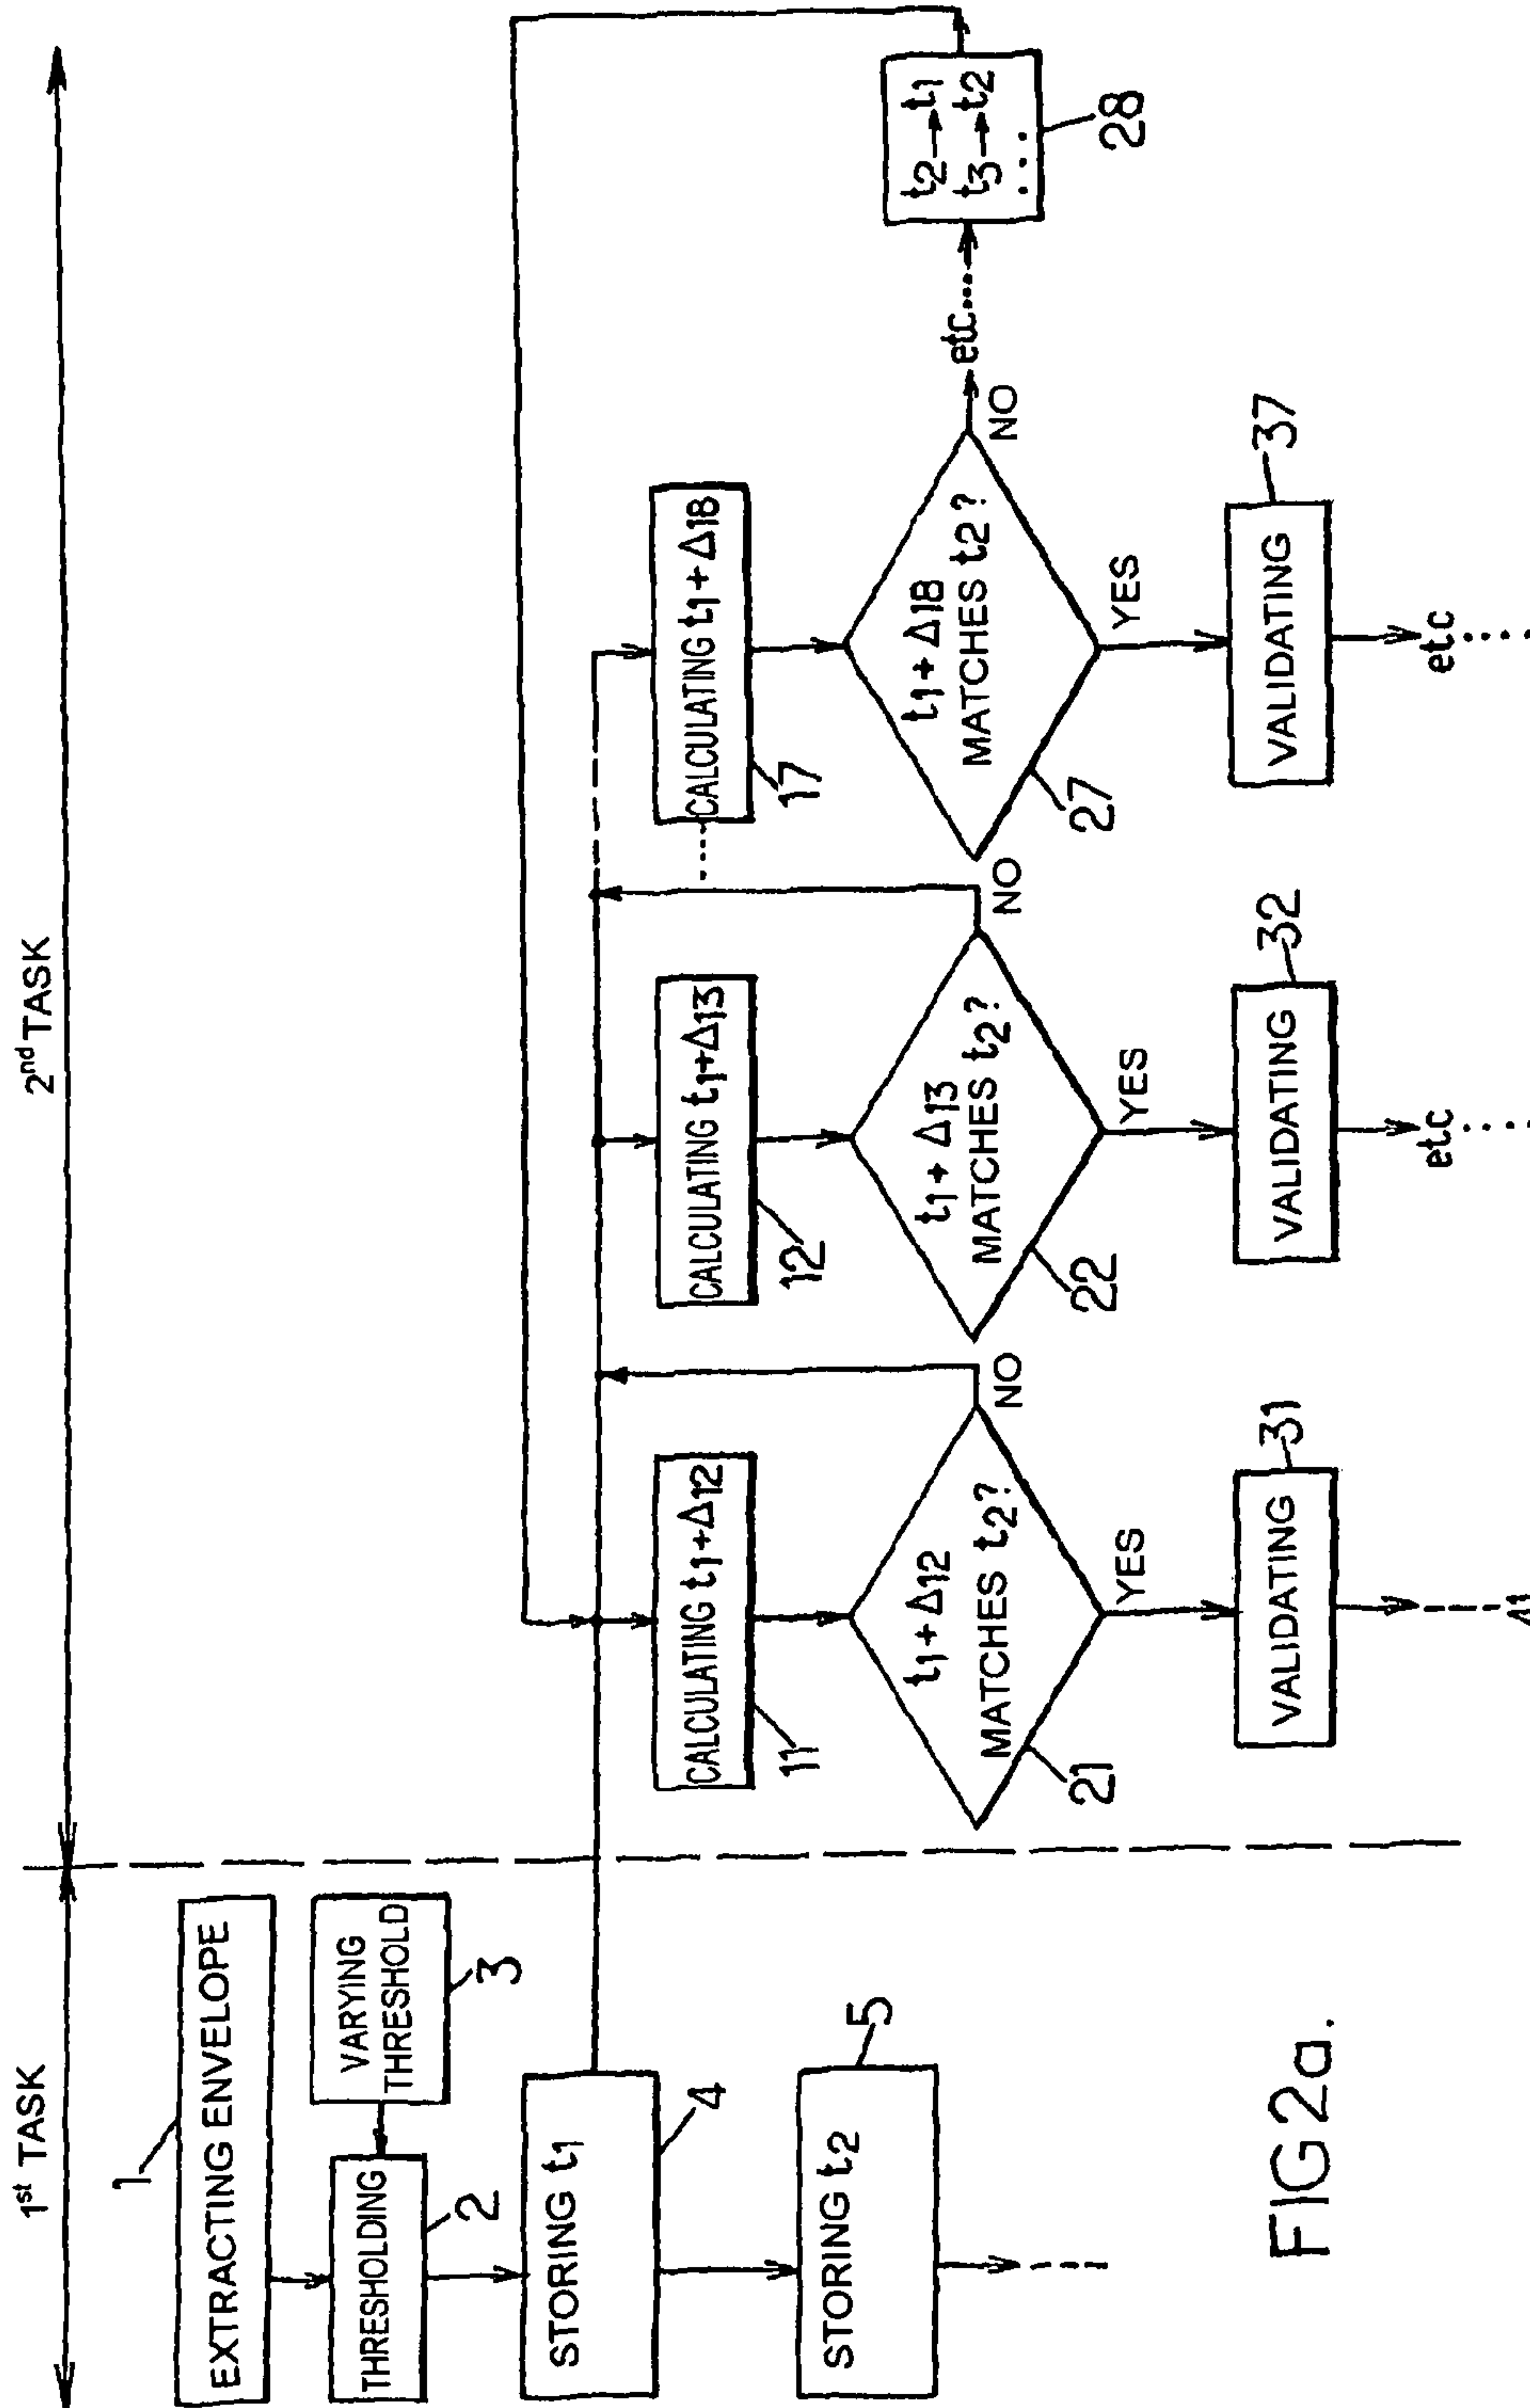 1st TASK
2nd TASK
1
EXTRACTING ENVELOPE
THRESHOLDING
2
VARYING
THRESHOLD
3
STORING t1
4
STORING t2
5
CALCULATING t1+Δ12
11
t1+Δ12
MATCHES t2?
21
NO
YES
VALIDATING
31
41
CALCULATING t1+Δ13
12
t1+Δ13
MATCHES t2?
22
NO
YES
VALIDATING
32
etc....
....CALCULATING t1+Δ18
17
t1+Δ18
MATCHES t2?
27
NO
etc....
YES
VALIDATING
37
etc....
t2→t1
t3→t2
...
28
FIG 2a.